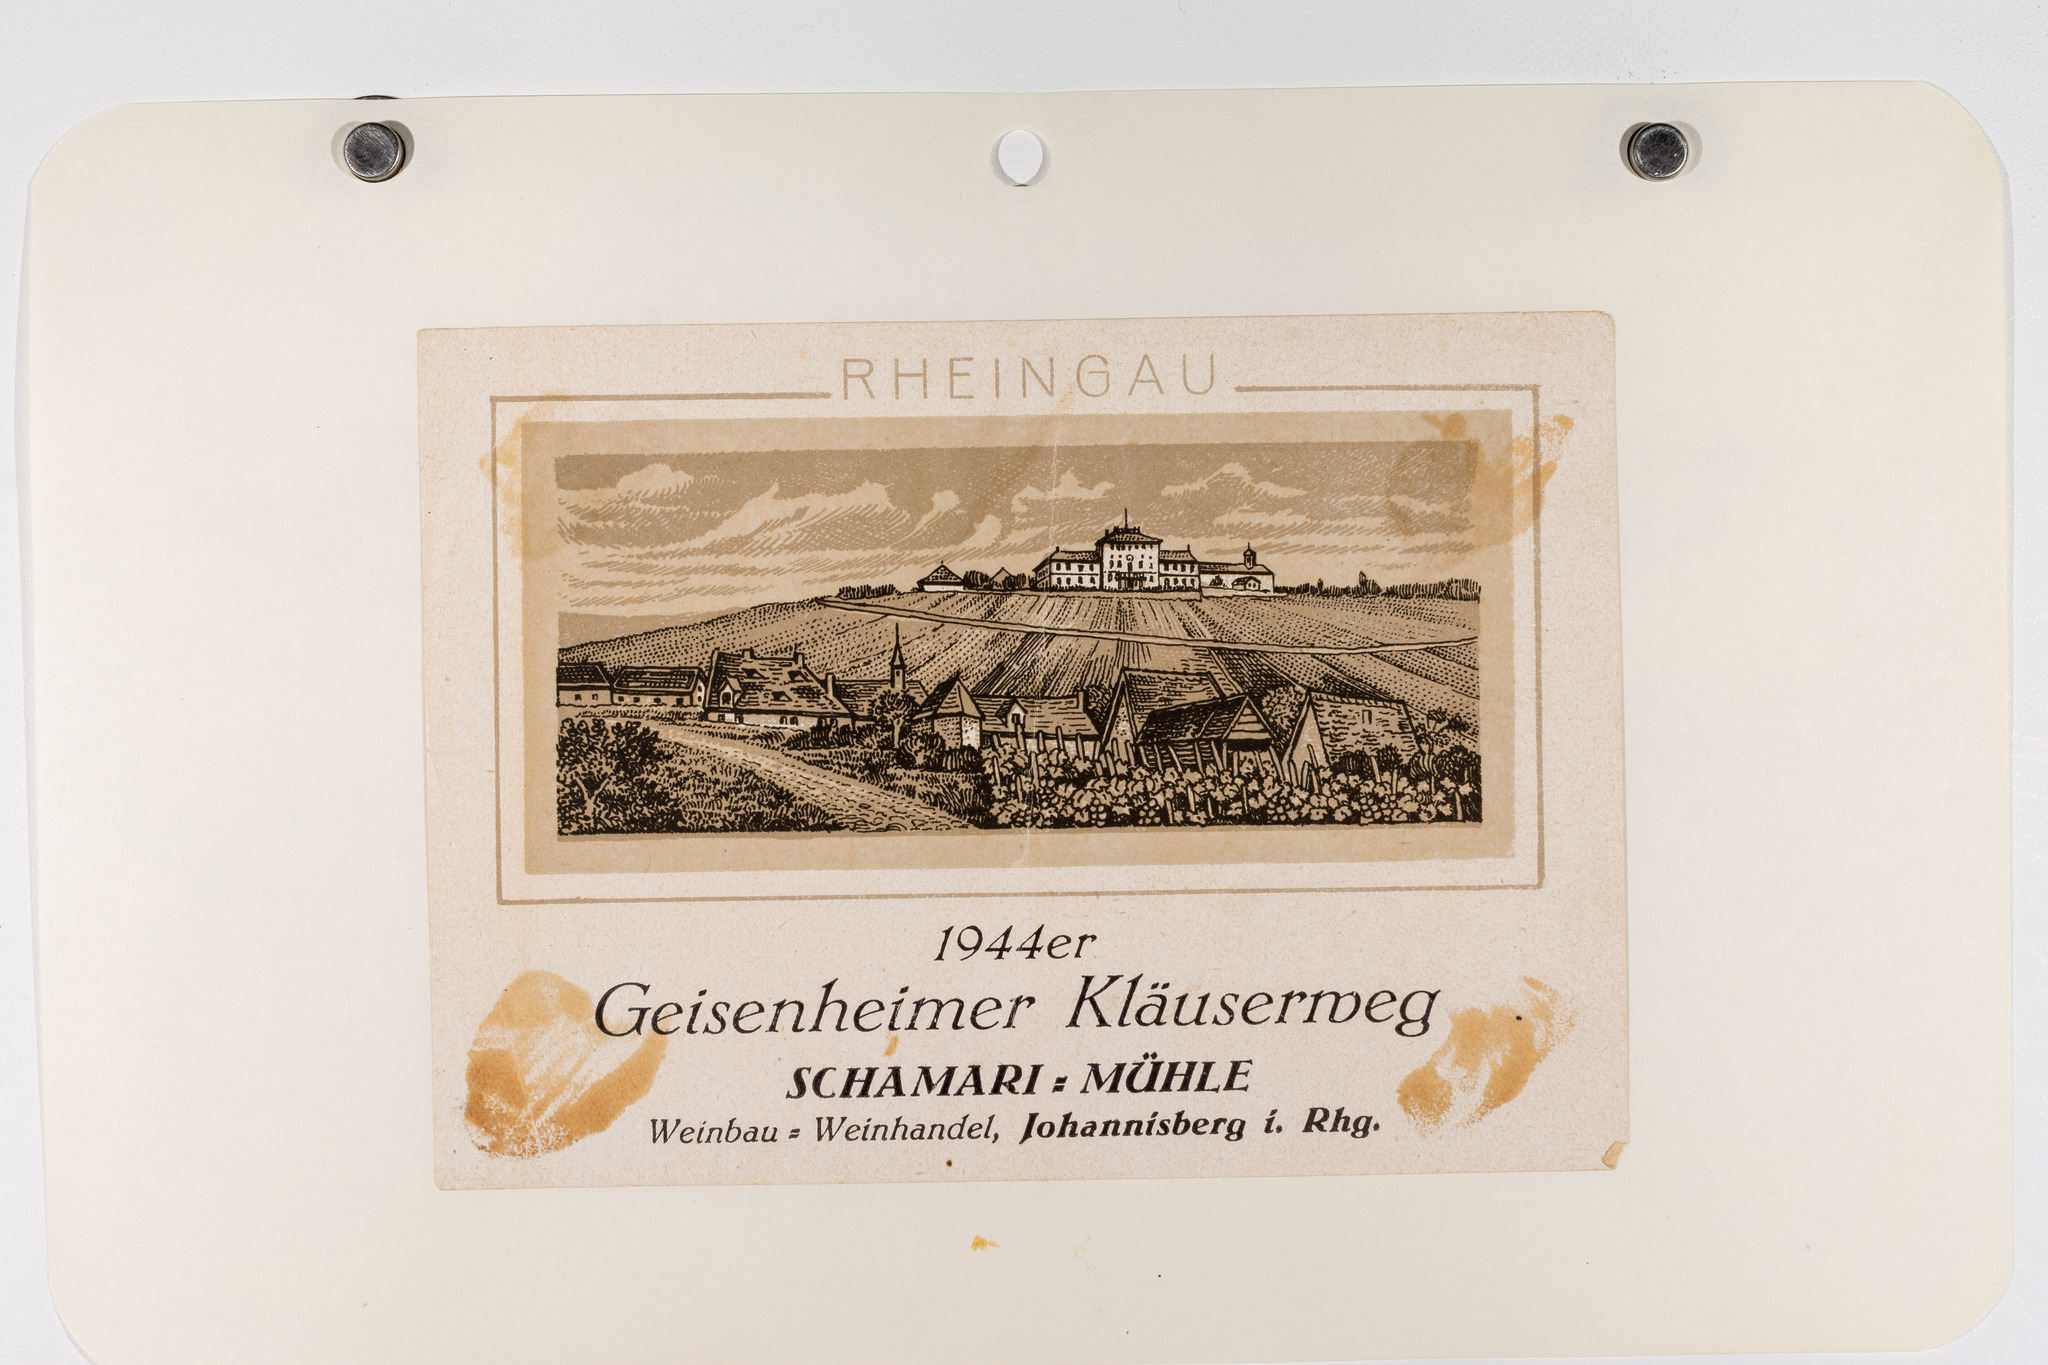 RHEINGAU
1944er
Geisenheimer Kläuserweg
SCHAMARI=MÜHLE
Weinbau=Weinhandel, Johannisberg i. Rhg.